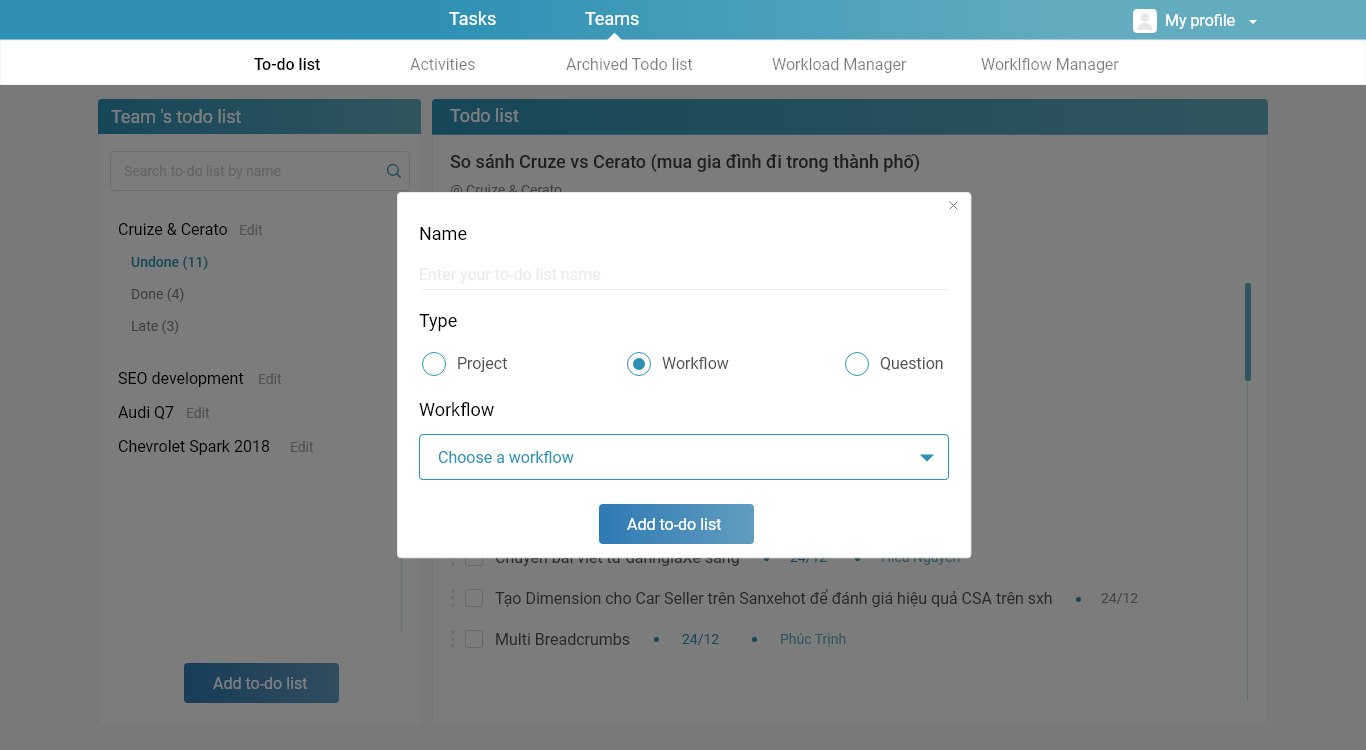 Tasks
Teams
My profile
To-do list
Activities
Archived Todo list
Workload Manager
Worklflow Manager
Team 's todo list
Search to-do list by name
Cruize & Cerato Edit
Undone (11)
Done (4)
Late (3)
SEO development Edit
Audi Q7 Edit
Chevrolet Spark 2018 Edit
Add to-do list
Todo list
So sánh Cruze vs Cerato (mua gia đình đi trong thành phố)
@ Cruize & Cerato
Name
Enter your to-do list name
Type
Project
Workflow
Question
Workflow
Choose a workflow
Add to-do list
Chuyển bài viết từ đánhgiáXe sang • 24/12 • Hiếu Nguyễn
Tạo Dimension cho Car Seller trên Sanxehot để đánh giá hiệu quả CSA trên sxh • 24/12
Multi Breadcrumbs • 24/12 • Phúc Trịnh